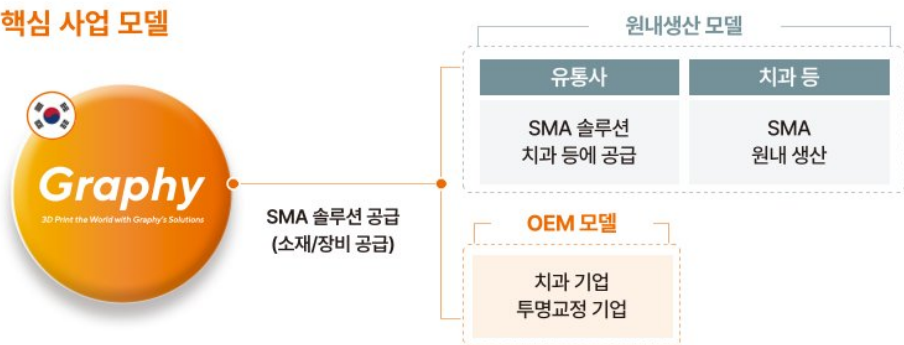 핵심 사업 모델
Graphy
3D Print the World with Graphy's Solutions
SMA 솔루션 공급
(소재/장비 공급)
원내생산 모델
유통사
SMA 솔루션
치과 등에 공급
치과 등
SMA
원내 생산
OEM 모델
치과 기업
투명교정 기업